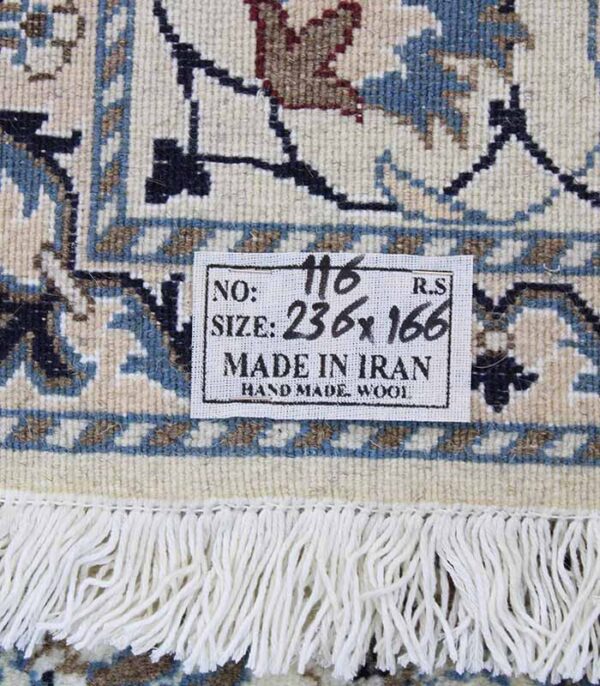 NO: 116 R.S
SIZE: 236x166
MADE IN IRAN
HAND MADE. WOOL